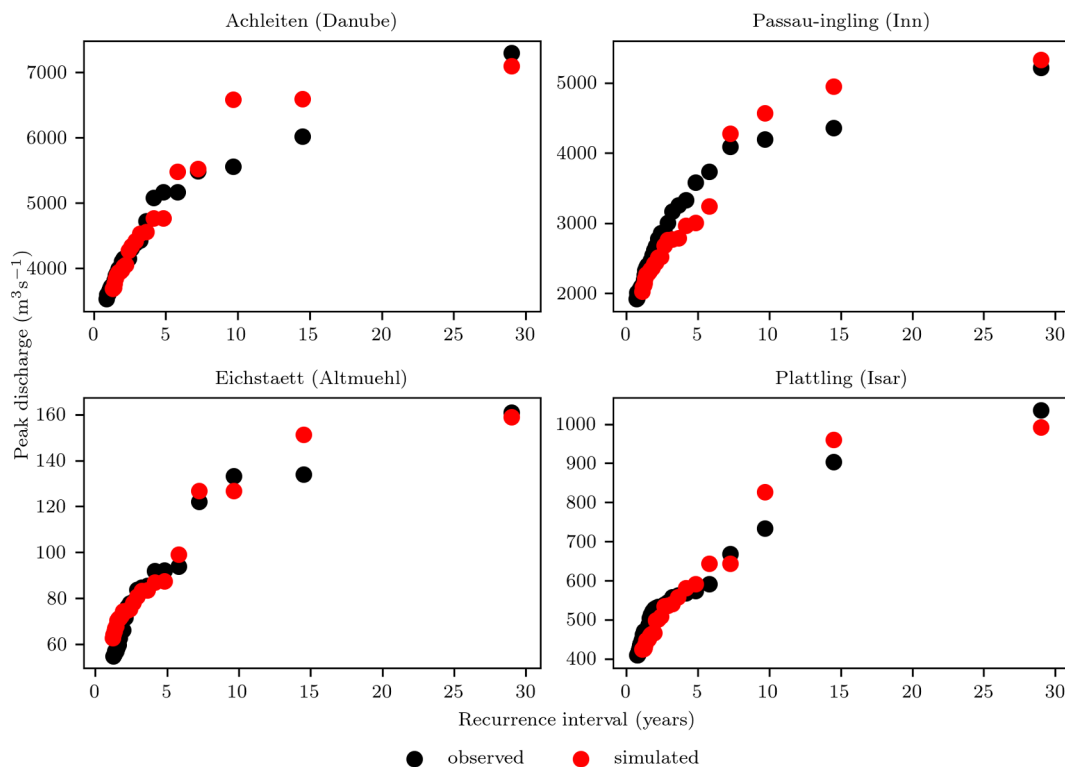 Achleiten (Danube)
Passau-ingling (Inn)
7000
6000
5000
4000
0 5 10 15 20 25 30
5000
4000
3000
2000
0 5 10 15 20 25 30
Peak discharge (m³s⁻¹)
Eichstaett (Altmuehl)
Plattling (Isar)
160
140
120
100
80
60
0 5 10 15 20 25 30
1000
900
800
700
600
500
400
0 5 10 15 20 25 30
Recurrence interval (years)
observed simulated